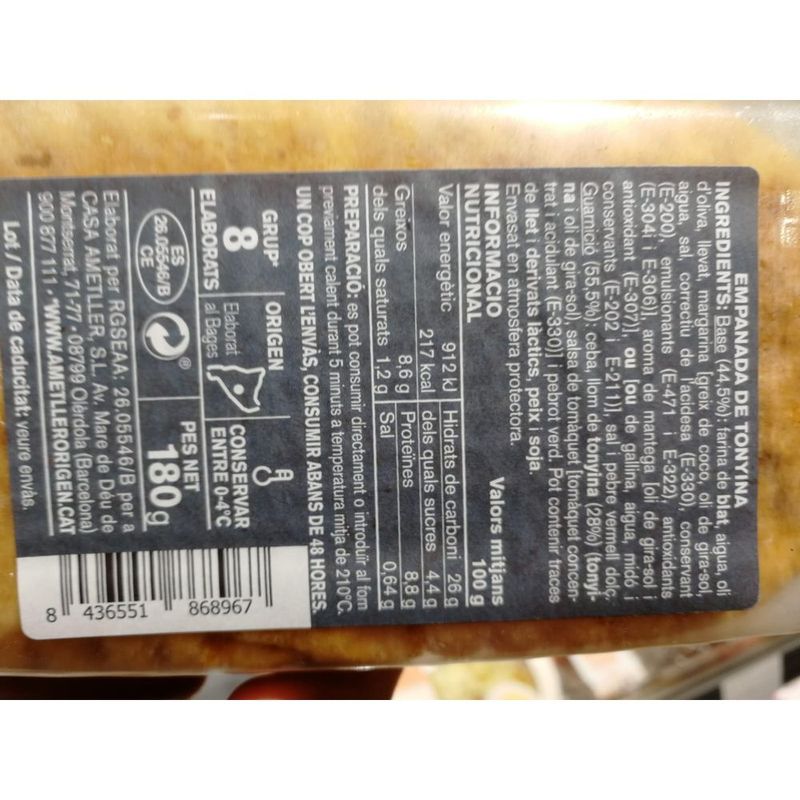 EMPANADA DE TONYINA
INGREDIENTS: Base (44,5%): farina de blat, aigua, oli
d'oliva, llevat, margarina [greix de coco, oli de gira-sol,
aigua, sal, correctiu de l'acidesa (E-330), conservant
(E-200), emulsionants (E-471 i E-322), antioxidants
(E-304i i E-306)], aroma de mantega [oli de gira-sol i
antioxidant (E-307)], ou [ou de gallina, aigua, midó i
conservants (E-202 i E-211)], sal i pebre vermell dolç;
Guarnició (55,5%): ceba, llom de tonyina (28%) (tonyi-
na i oli de gira-sol), salsa de tomàquet [tomàquet concen-
trat i acidulant (E-330)] i pebrot verd. Pot contenir traces
de llet i derivats làctics, peix i soja.
Envasat en atmosfera protectora.
INFORMACIÓ
NUTRICIONAL
Valors mitjans
100 g
Valor energètic 912 kJ
217 kcal
Greixos 8,6 g
dels quals saturats 1,2 g
Hidrats de carboni 26 g
dels quals sucres 4,4 g
Proteïnes 8,8 g
Sal 0,64 g
PREPARACIÓ: es pot consumir directament o introduïr al forn
previament calent durant 5 minuts a temperatura mitja de 210ºC.
UN COP OBERT L'ENVÀS, CONSUMIR ABANS DE 48 HORES.
GRUP*
8
ELABORATS
ORIGEN
Elaborat
al Bages
CONSERVAR
ENTRE 0-4ºC
ES
26.05546/B
CE
®
PES NET
180g
Elaborat per RGSEAA: 26.05546/B per a
CASA AMETLLER, S.L. Av. Mare de Déu de
Montserrat, 71-77 · 08799 Olèrdola (Barcelona)
900 877 111 · WWW.AMETLLERORIGEN.CAT
Lot / Data de caducitat: veure envàs.
8 436551 868967